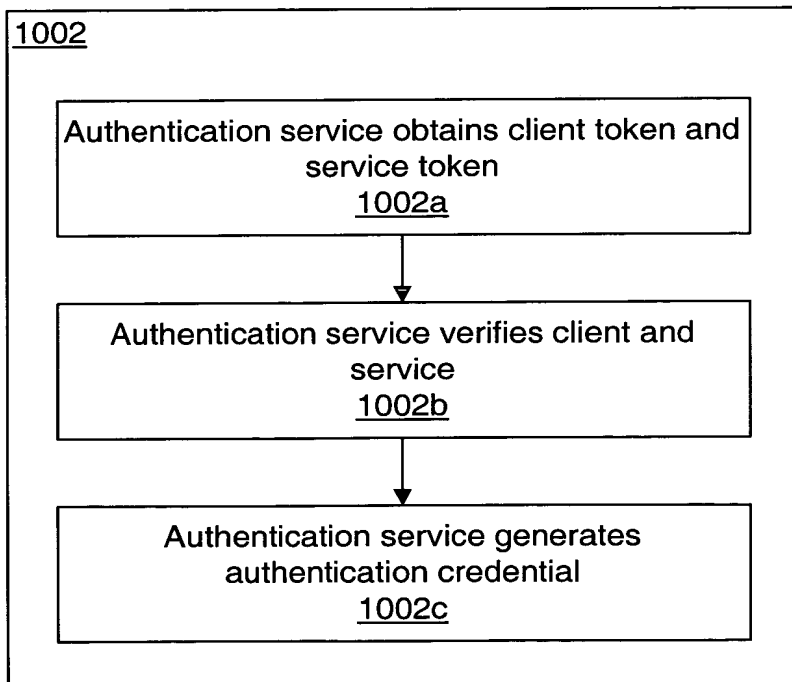 1002
Authentication service obtains client token and
service token
1002a
Authentication service verifies client and
service
1002b
Authentication service generates
authentication credential
1002c